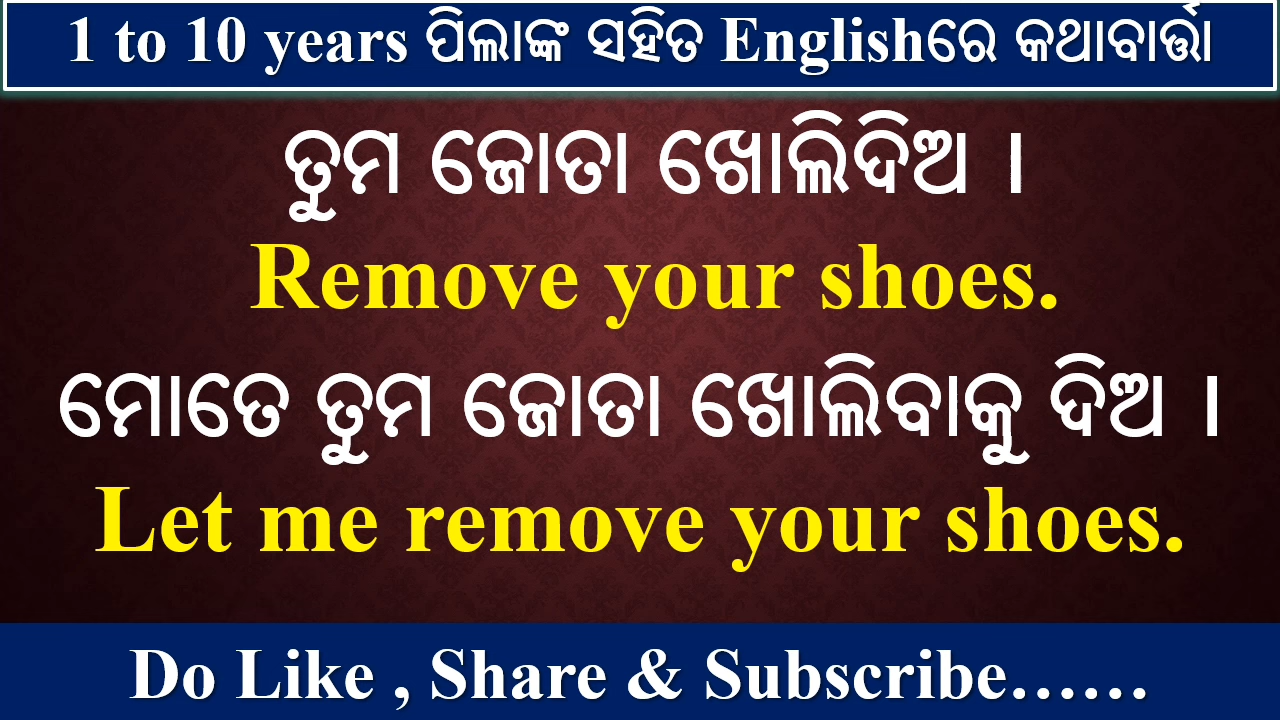 1 to 10 years ପିଲାଙ୍କ ସହିତ Englishରେ କଥାବାର୍ତ୍ତା
ତୁମ ଜୋତା ଖୋଲିଦିଅ ।
Remove your shoes.
ମୋତେ ତୁମ ଜୋତା ଖୋଲିବାକୁ ଦିଅ ।
Let me remove your shoes.
Do Like , Share & Subscribe……